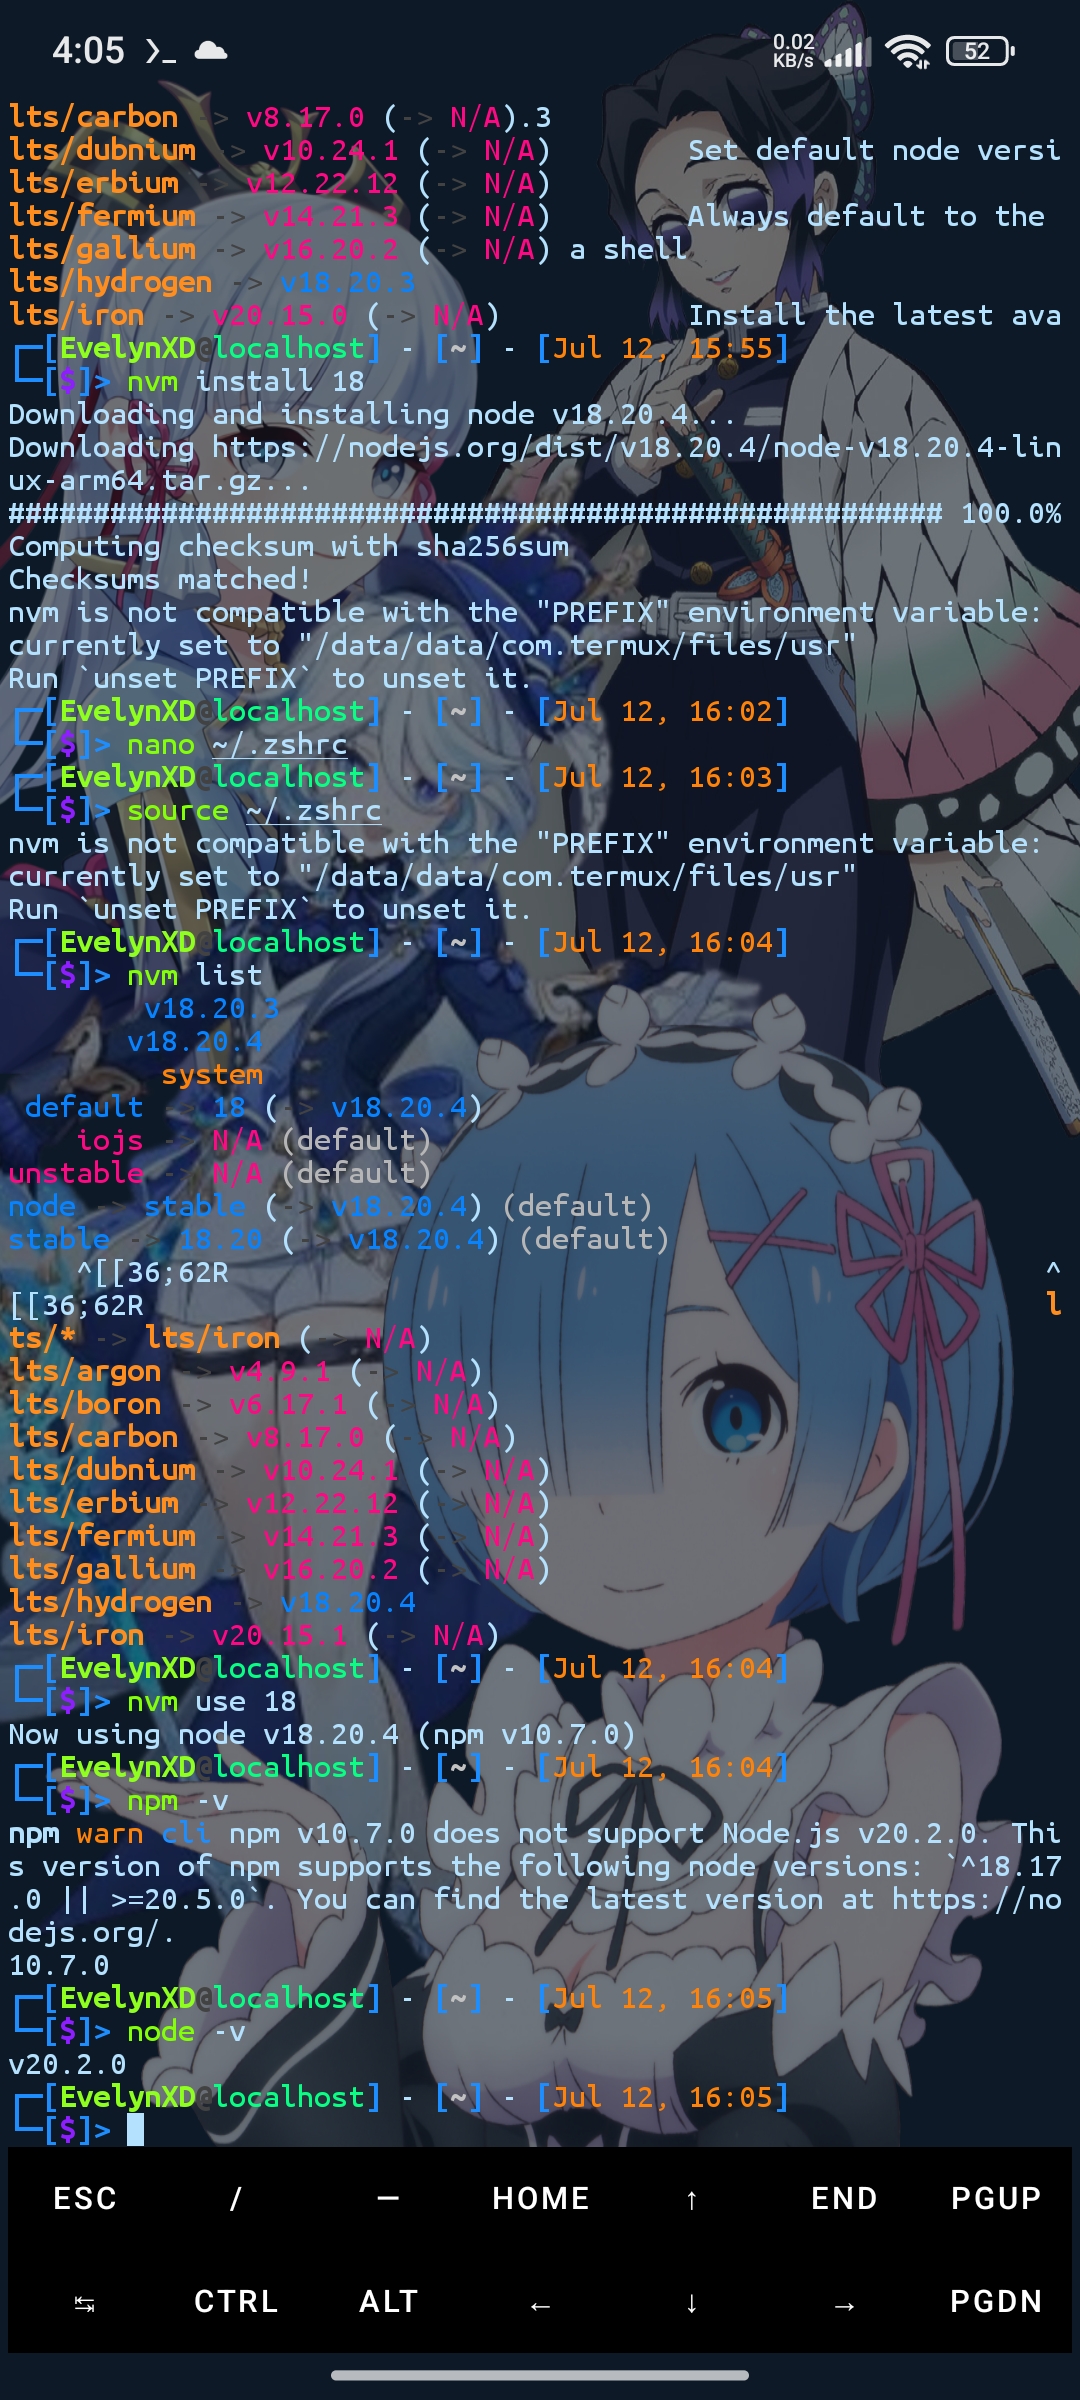 4:05 0.02 KB/s 52
lts/carbon -> v8.17.0 (-> N/A).3
lts/dubnium -> v10.24.1 (-> N/A) Set default node versi
lts/erbium -> v12.22.12 (-> N/A)
lts/fermium -> v14.21.3 (-> N/A) Always default to the
lts/gallium -> v16.20.2 (-> N/A) a shell
lts/hydrogen -> v18.20.3
lts/iron -> v20.15.0 (-> N/A) Install the latest ava
┌─[EvelynXD@localhost] - [~] - [Jul 12, 15:55]
└─[$]> nvm install 18
Downloading and installing node v18.20.4...
Downloading https://nodejs.org/dist/v18.20.4/node-v18.20.4-lin
ux-arm64.tar.gz...
####################################################### 100.0%
Computing checksum with sha256sum
Checksums matched!
nvm is not compatible with the "PREFIX" environment variable:
currently set to "/data/data/com.termux/files/usr"
Run `unset PREFIX` to unset it.
┌─[EvelynXD@localhost] - [~] - [Jul 12, 16:02]
└─[$]> nano ~/.zshrc
┌─[EvelynXD@localhost] - [~] - [Jul 12, 16:03]
└─[$]> source ~/.zshrc
nvm is not compatible with the "PREFIX" environment variable:
currently set to "/data/data/com.termux/files/usr"
Run `unset PREFIX` to unset it.
┌─[EvelynXD@localhost] - [~] - [Jul 12, 16:04]
└─[$]> nvm list
v18.20.3
v18.20.4
system
default -> 18 (-> v18.20.4)
iojs -> N/A (default)
unstable -> N/A (default)
node -> stable (-> v18.20.4) (default)
stable -> 18.20 (-> v18.20.4) (default)
^[[36;62R ^
[[36;62R l
ts/* -> lts/iron (-> N/A)
lts/argon -> v4.9.1 (-> N/A)
lts/boron -> v6.17.1 (-> N/A)
lts/carbon -> v8.17.0 (-> N/A)
lts/dubnium -> v10.24.1 (-> N/A)
lts/erbium -> v12.22.12 (-> N/A)
lts/fermium -> v14.21.3 (-> N/A)
lts/gallium -> v16.20.2 (-> N/A)
lts/hydrogen -> v18.20.4
lts/iron -> v20.15.1 (-> N/A)
┌─[EvelynXD@localhost] - [~] - [Jul 12, 16:04]
└─[$]> nvm use 18
Now using node v18.20.4 (npm v10.7.0)
┌─[EvelynXD@localhost] - [~] - [Jul 12, 16:04]
└─[$]> npm -v
npm warn cli npm v10.7.0 does not support Node.js v20.2.0. Thi
s version of npm supports the following node versions: `^18.17
.0 || >=20.5.0`. You can find the latest version at https://no
dejs.org/.
10.7.0
┌─[EvelynXD@localhost] - [~] - [Jul 12, 16:05]
└─[$]> node -v
v20.2.0
┌─[EvelynXD@localhost] - [~] - [Jul 12, 16:05]
└─[$]>
ESC / — HOME ↑ END PGUP
↹ CTRL ALT ← ↓ → PGDN